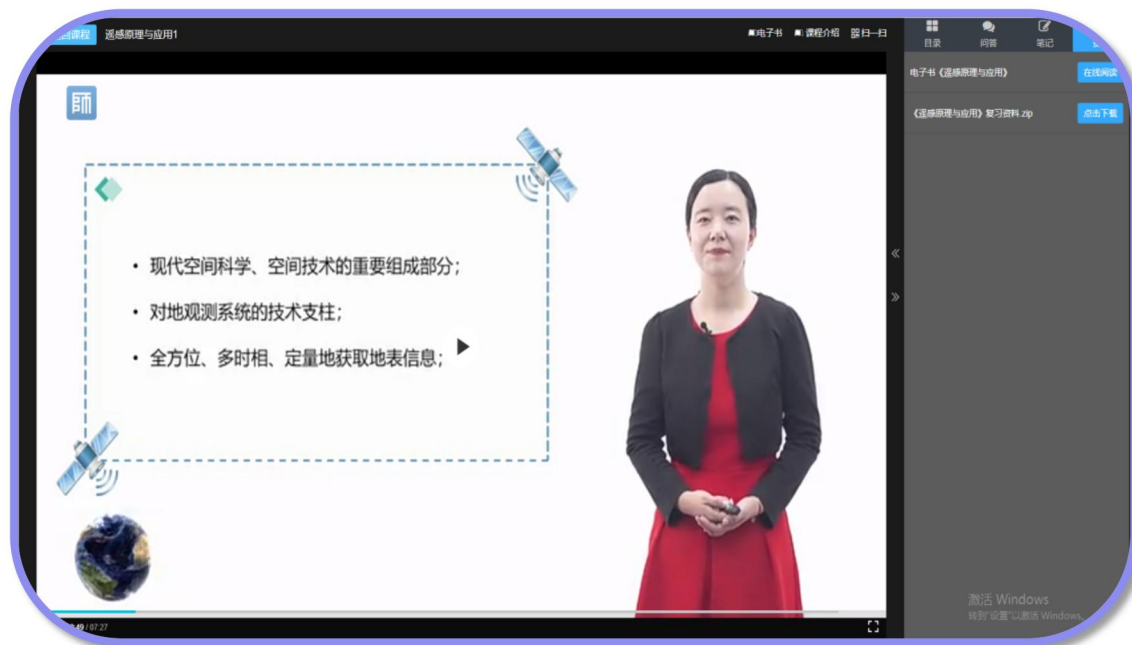 回课程 遥感原理与应用1 电子书 课程介绍 扫一扫
目录 问答 笔记
电子书《遥感原理与应用》 在线阅读
《遥感原理与应用》复习资料.zip 点击下载
師
• 现代空间科学、空间技术的重要组成部分；
• 对地观测系统的技术支柱；
• 全方位、多时相、定量地获取地表信息；
激活 Windows
转到"设置"以激活 Windows。
:49 / 07:27